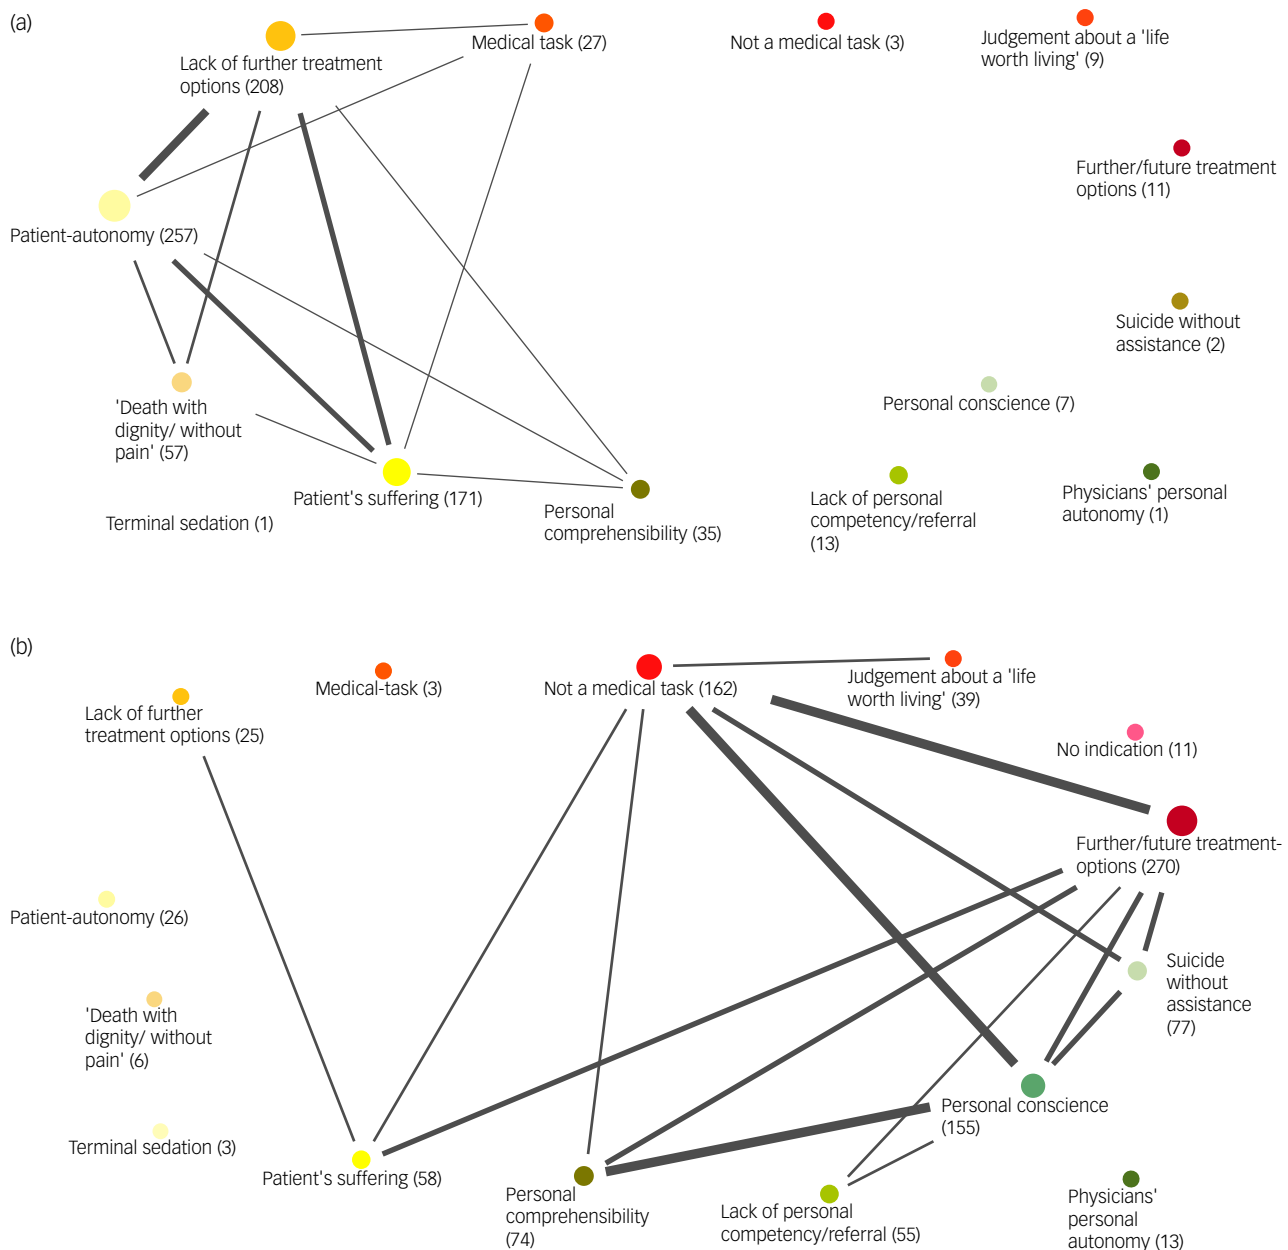 (a)
Lack of further treatment
options (208)
Medical task (27)
Not a medical task (3)
Judgement about a 'life
worth living' (9)
Further/future treatment
options (11)
Patient-autonomy (257)
Suicide without
assistance (2)
Personal conscience (7)
'Death with
dignity/ without
pain' (57)
Patient's suffering (171)
Terminal sedation (1)
Personal
comprehensibility (35)
Lack of personal
competency/referral
(13)
Physicians' personal
autonomy (1)
(b)
Lack of further
treatment options (25)
Medical-task (3)
Not a medical task (162)
Judgement about a 'life
worth living' (39)
No indication (11)
Further/future treatment-
options (270)
Patient-autonomy (26)
Suicide
without
assistance
(77)
'Death with
dignity/ without
pain' (6)
Personal conscience
(155)
Terminal sedation (3)
Patient's suffering (58)
Personal
comprehensibility
(74)
Lack of personal
competency/referral (55)
Physicians'
personal
autonomy (13)